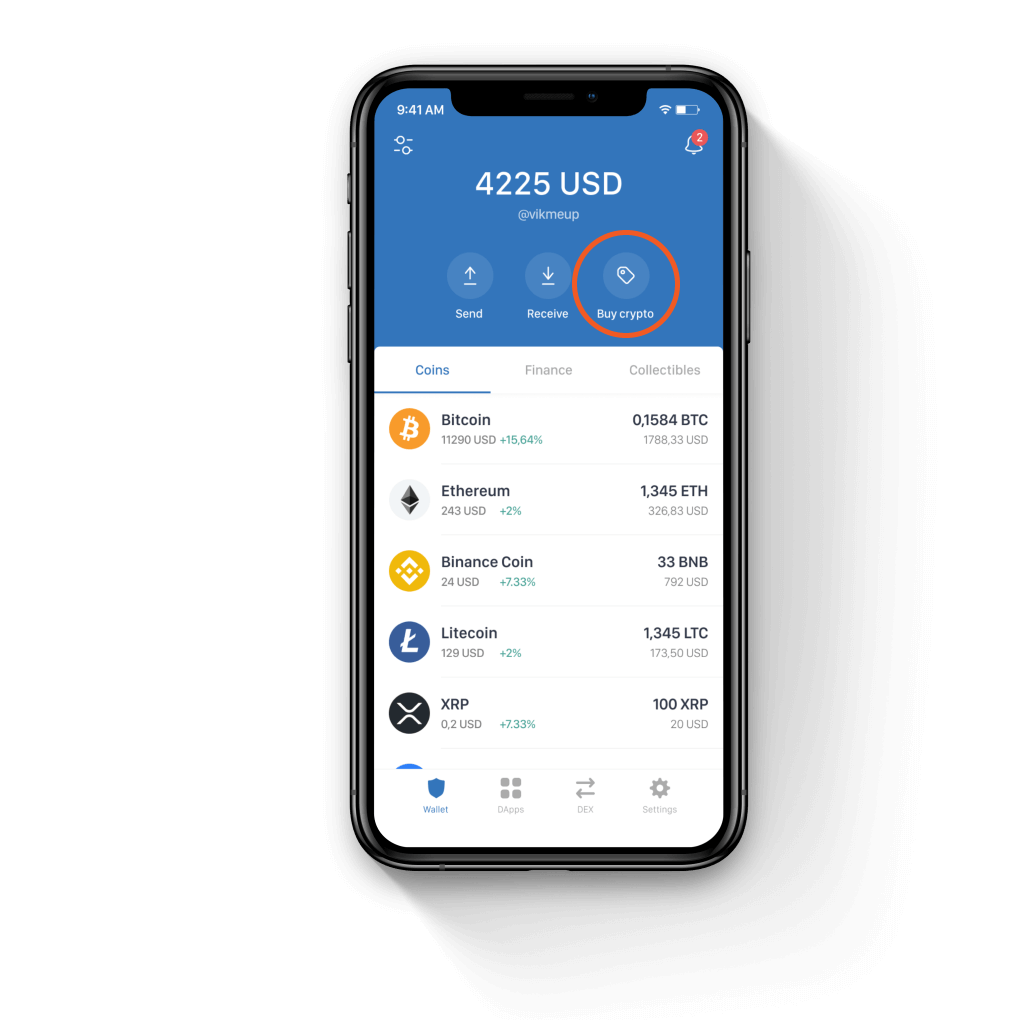 9:41 AM
2
4225 USD
@vikmeup
Send Receive Buy crypto
Coins Finance Collectibles
Bitcoin 0,1584 BTC
11290 USD +15,64% 1788,33 USD
Ethereum 1,345 ETH
243 USD +2% 326,83 USD
Binance Coin 33 BNB
24 USD +7.33% 792 USD
Litecoin 1,345 LTC
129 USD +2% 173,50 USD
XRP 100 XRP
0,2 USD +7.33% 20 USD
Wallet DApps DEX Settings